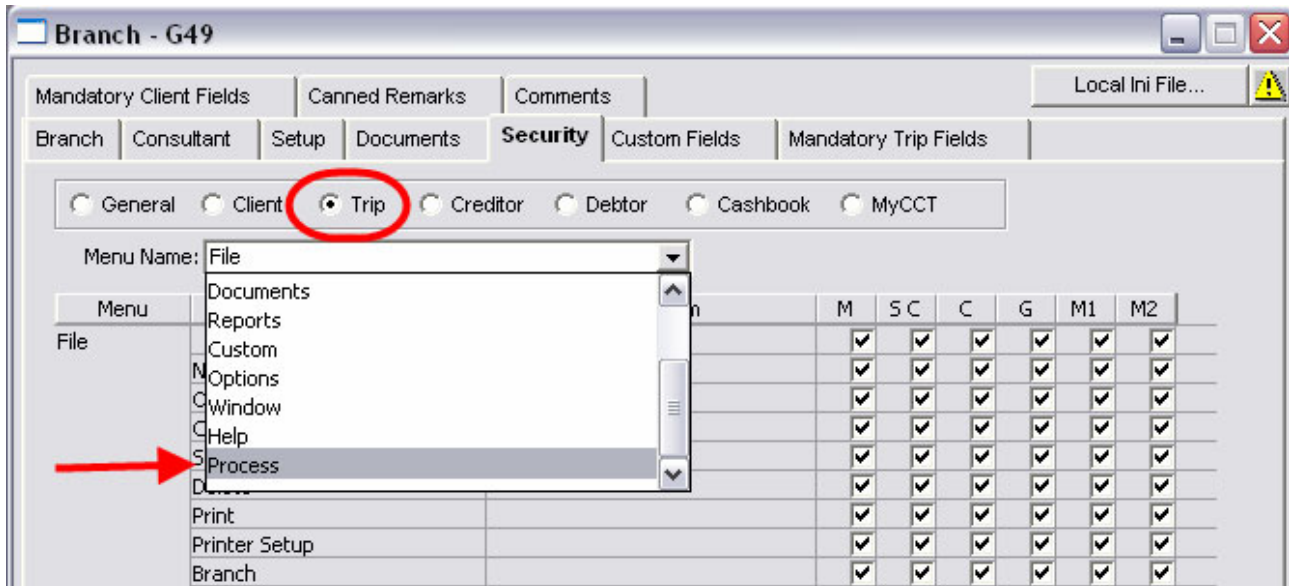 Branch - G49
Local Ini File...
Mandatory Client Fields Canned Remarks Comments
Branch Consultant Setup Documents Security Custom Fields Mandatory Trip Fields
General Client Trip Creditor Debtor Cashbook MyCCT
Menu Name: File
Documents
Menu M S C C G M1 M2
Reports
File
Custom
Options
Window
Help
Process
Print
Printer Setup
Branch